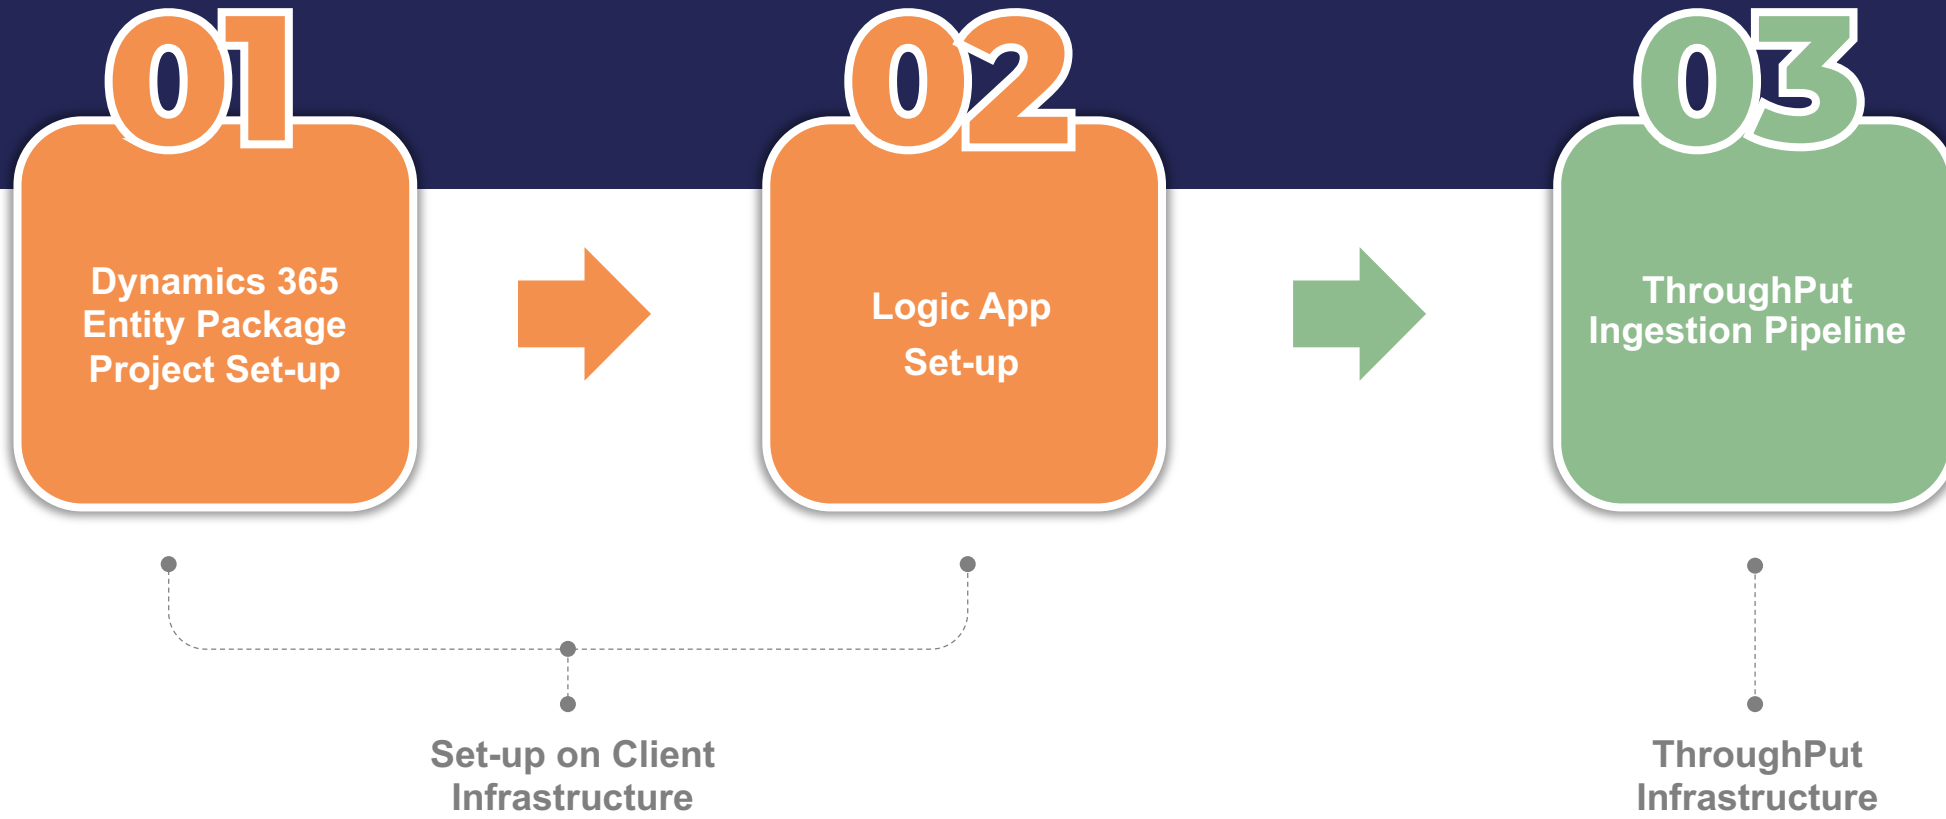 01
Dynamics 365
Entity Package
Project Set-up
02
Logic App
Set-up
03
ThroughPut
Ingestion Pipeline
Set-up on Client
Infrastructure
ThroughPut
Infrastructure